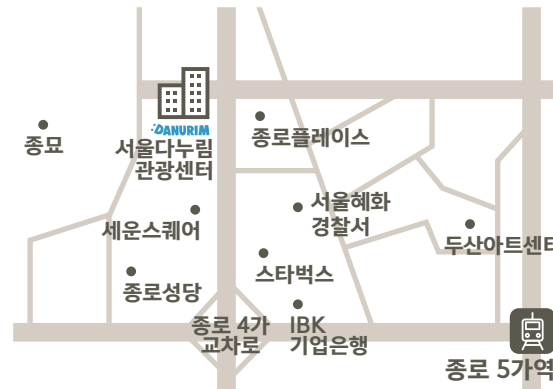 DANURIM
서울다누림
관광센터
종묘
종로플레이스
세운스퀘어
서울혜화
경찰서
두산아트센터
스타벅스
종로성당
종로 4가
교차로
IBK
기업은행
종로 5가역